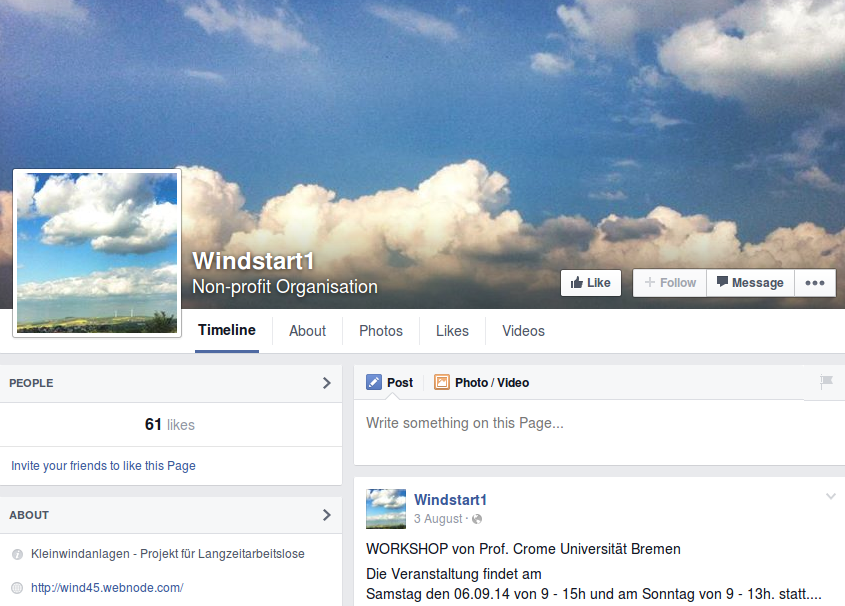 Windstart1
Non-profit Organisation
Like
Follow
Message
Timeline
About
Photos
Likes
Videos
PEOPLE
61 likes
Invite your friends to like this Page
ABOUT
Kleinwindanlagen - Projekt für Langzeitarbeitslose
http://wind45.webnode.com/
Post
Photo / Video
Write something on this Page...
Windstart1
3 August ·
WORKSHOP von Prof. Crome Universität Bremen
Die Veranstaltung findet am
Samstag den 06.09.14 von 9 - 15h und am Sonntag von 9 - 13h. statt....